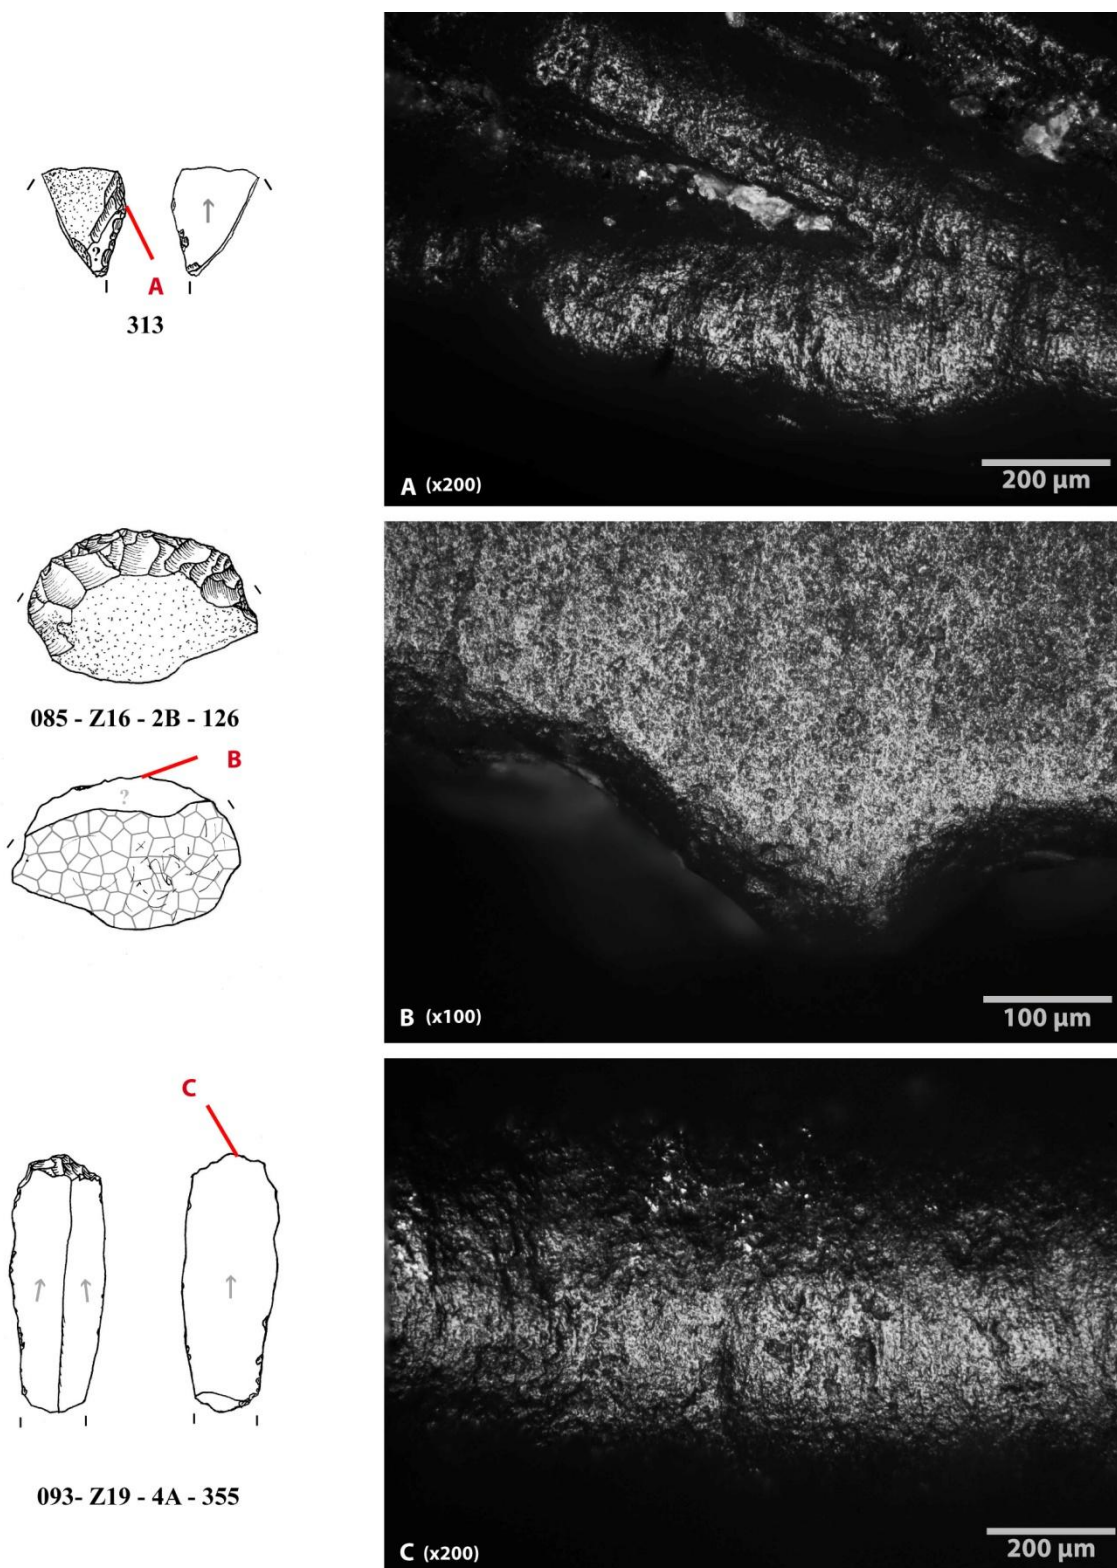 A
313
A (x200)
200 µm
085 - Z16 - 2B - 126
B
?
B (x100)
100 µm
C
093- Z19 - 4A - 355
C (x200)
200 µm